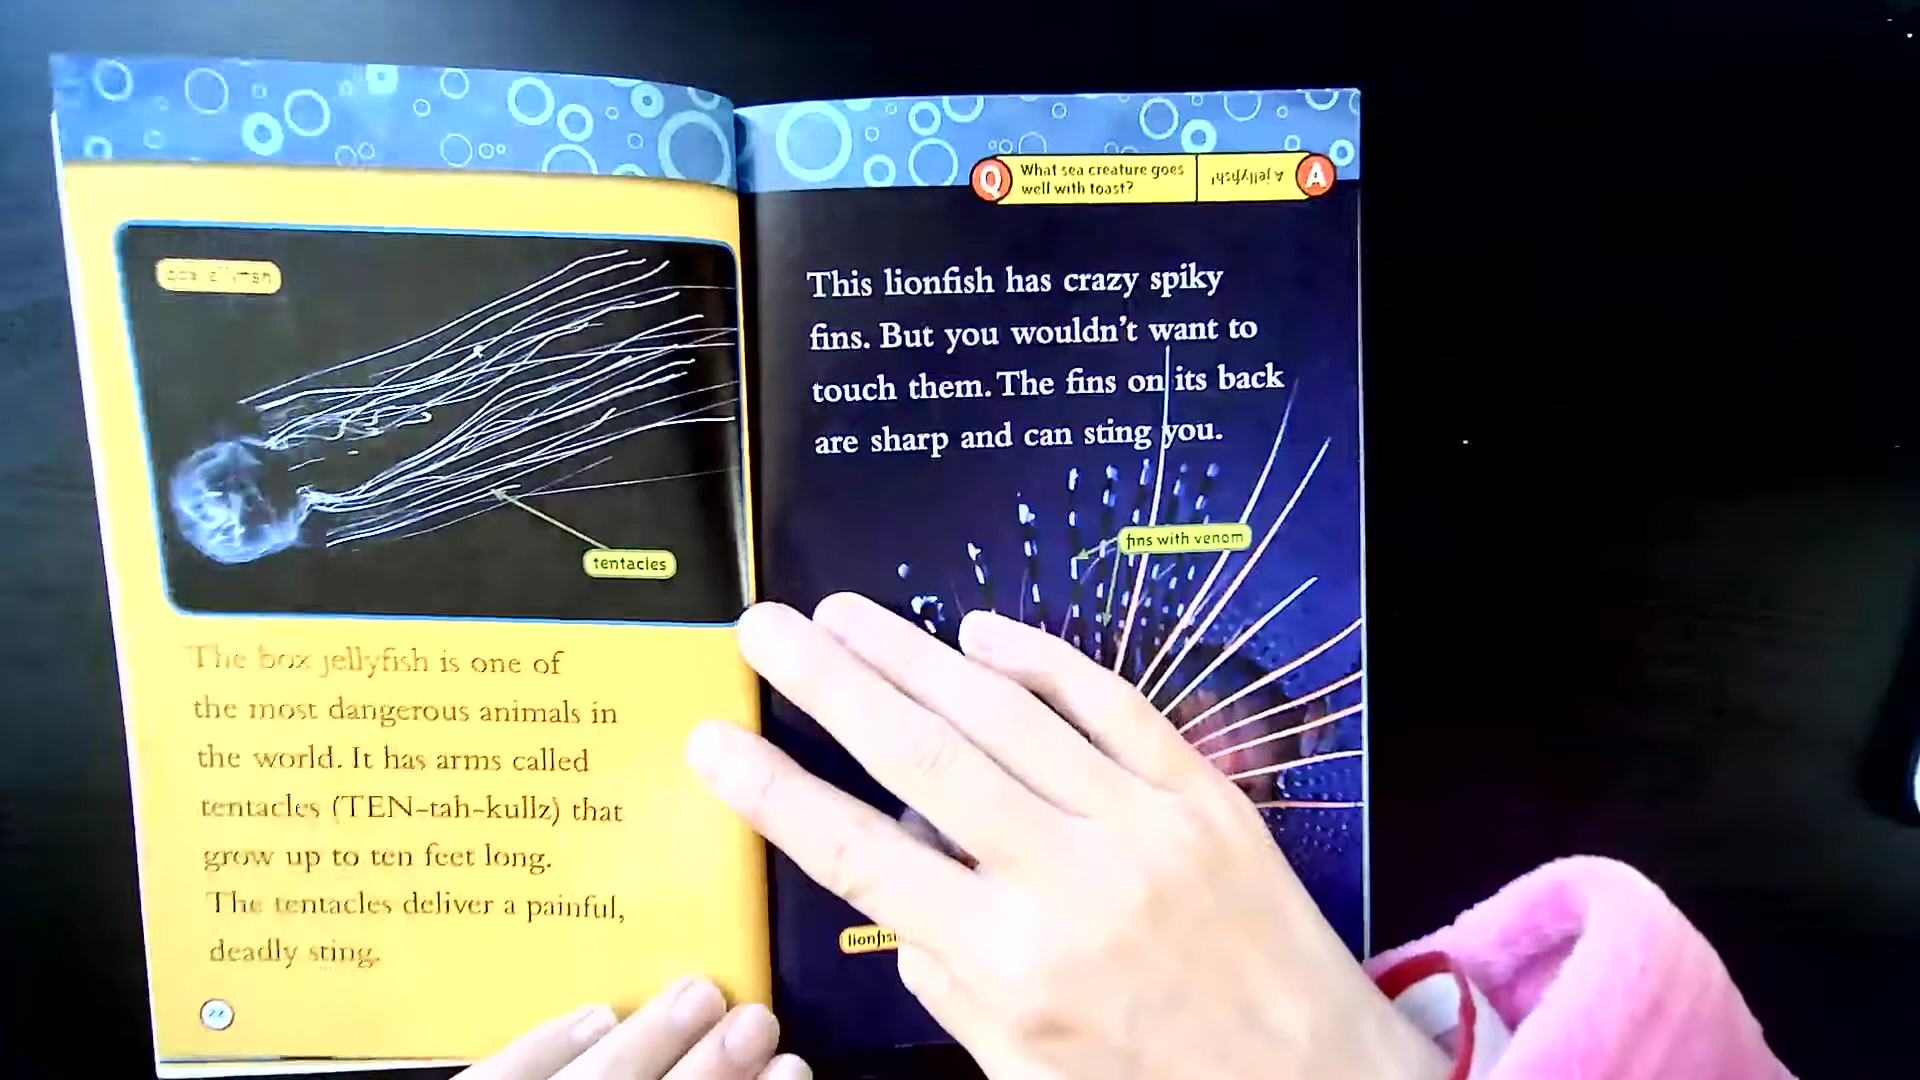 box jellyfish
tentacles
The box jellyfish is one of
the most dangerous animals in
the world. It has arms called
tentacles (TEN-tah-kullz) that
grow up to ten feet long.
The tentacles deliver a painful,
deadly sting.
22
Q What sea creature goes
well with toast?
A jellyfish! A
This lionfish has crazy spiky
fins. But you wouldn't want to
touch them. The fins on its back
are sharp and can sting you.
fins with venom